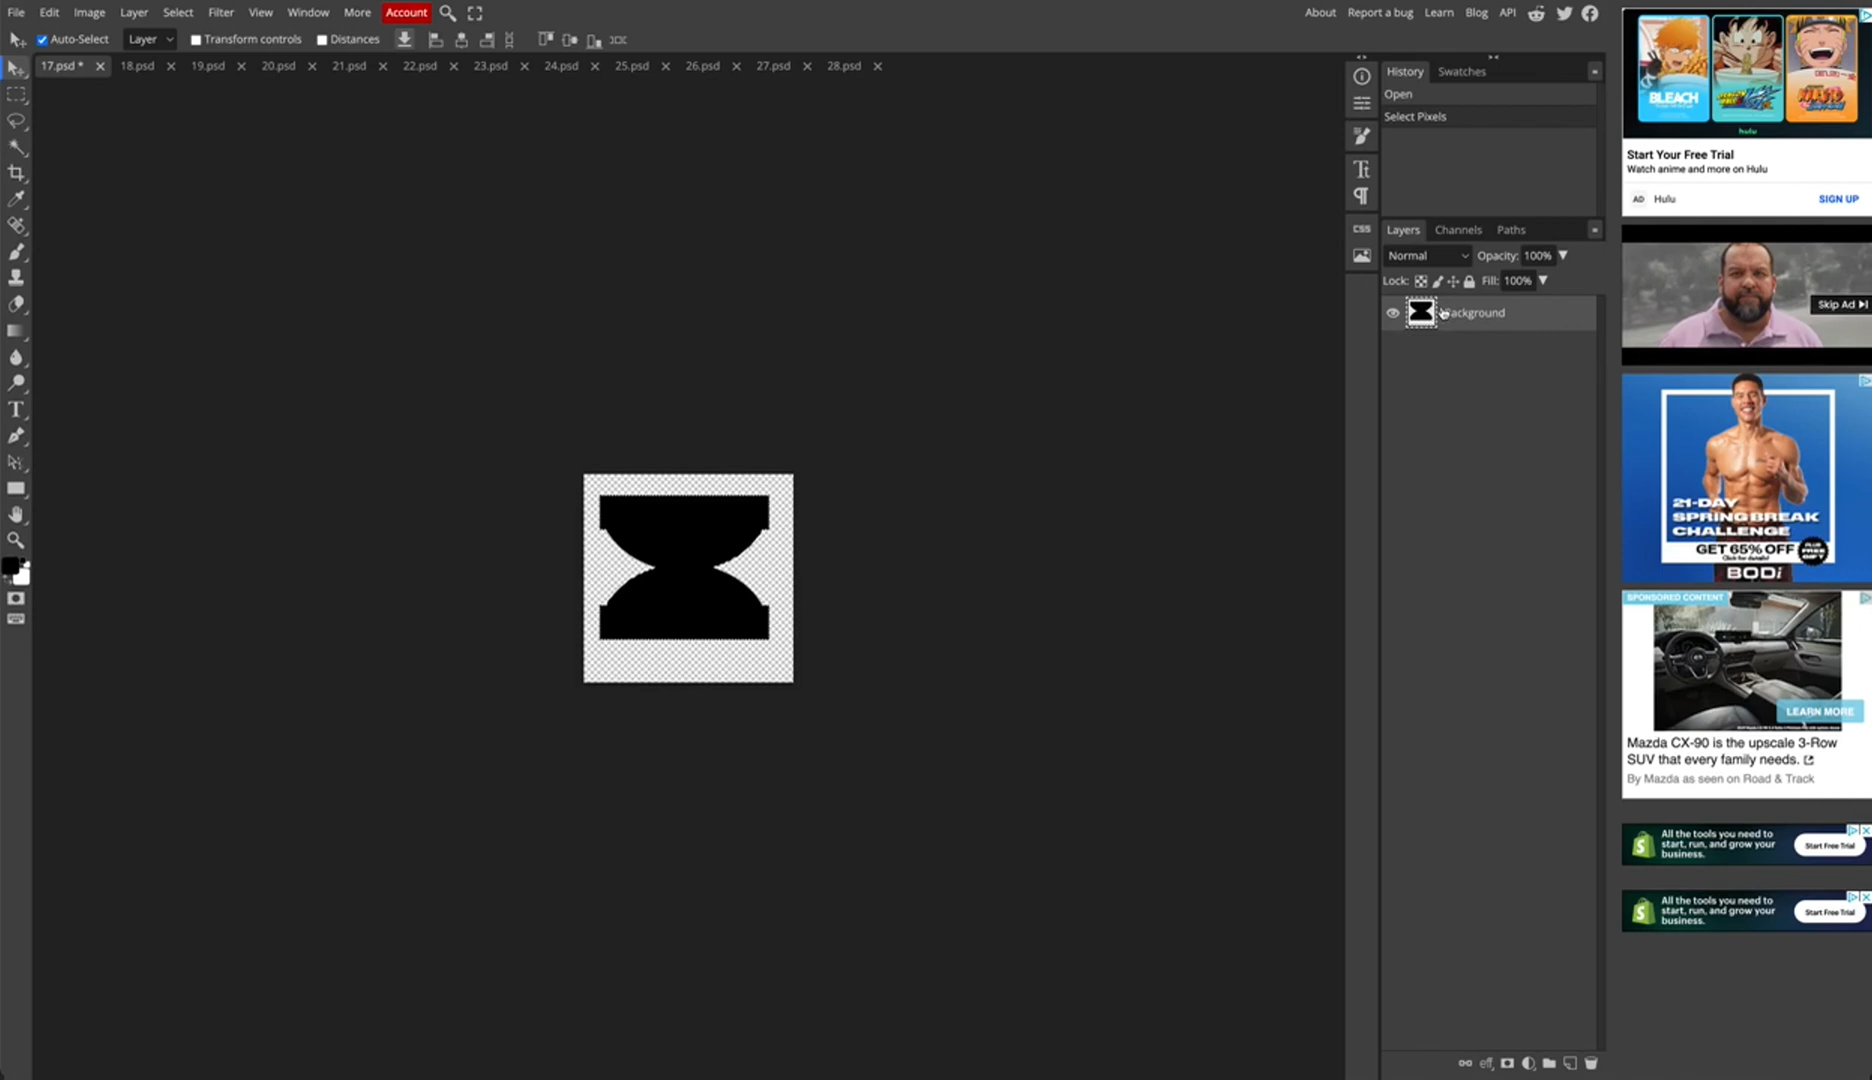 File Edit Image Layer Select Filter View Window More Account About Report a bug Learn Blog API
Auto-Select Layer Transform controls Distances
17.psd * 18.psd 19.psd 20.psd 21.psd 22.psd 23.psd 24.psd 25.psd 26.psd 27.psd 28.psd
History Swatches
Open
Select Pixels
Layers Channels Paths
Normal Opacity: 100%
Lock: Fill: 100%
Background
CSS
eff
BLEACH
hulu
Start Your Free Trial
Watch anime and more on Hulu
AD Hulu SIGN UP
Skip Ad
21-DAY
SPRING BREAK
CHALLENGE
GET 65% OFF
BODi
SPONSORED CONTENT
LEARN MORE
Mazda CX-90 is the upscale 3-Row
SUV that every family needs.
By Mazda as seen on Road & Track
All the tools you need to
start, run, and grow your
business.
Start Free Trial
All the tools you need to
start, run, and grow your
business.
Start Free Trial